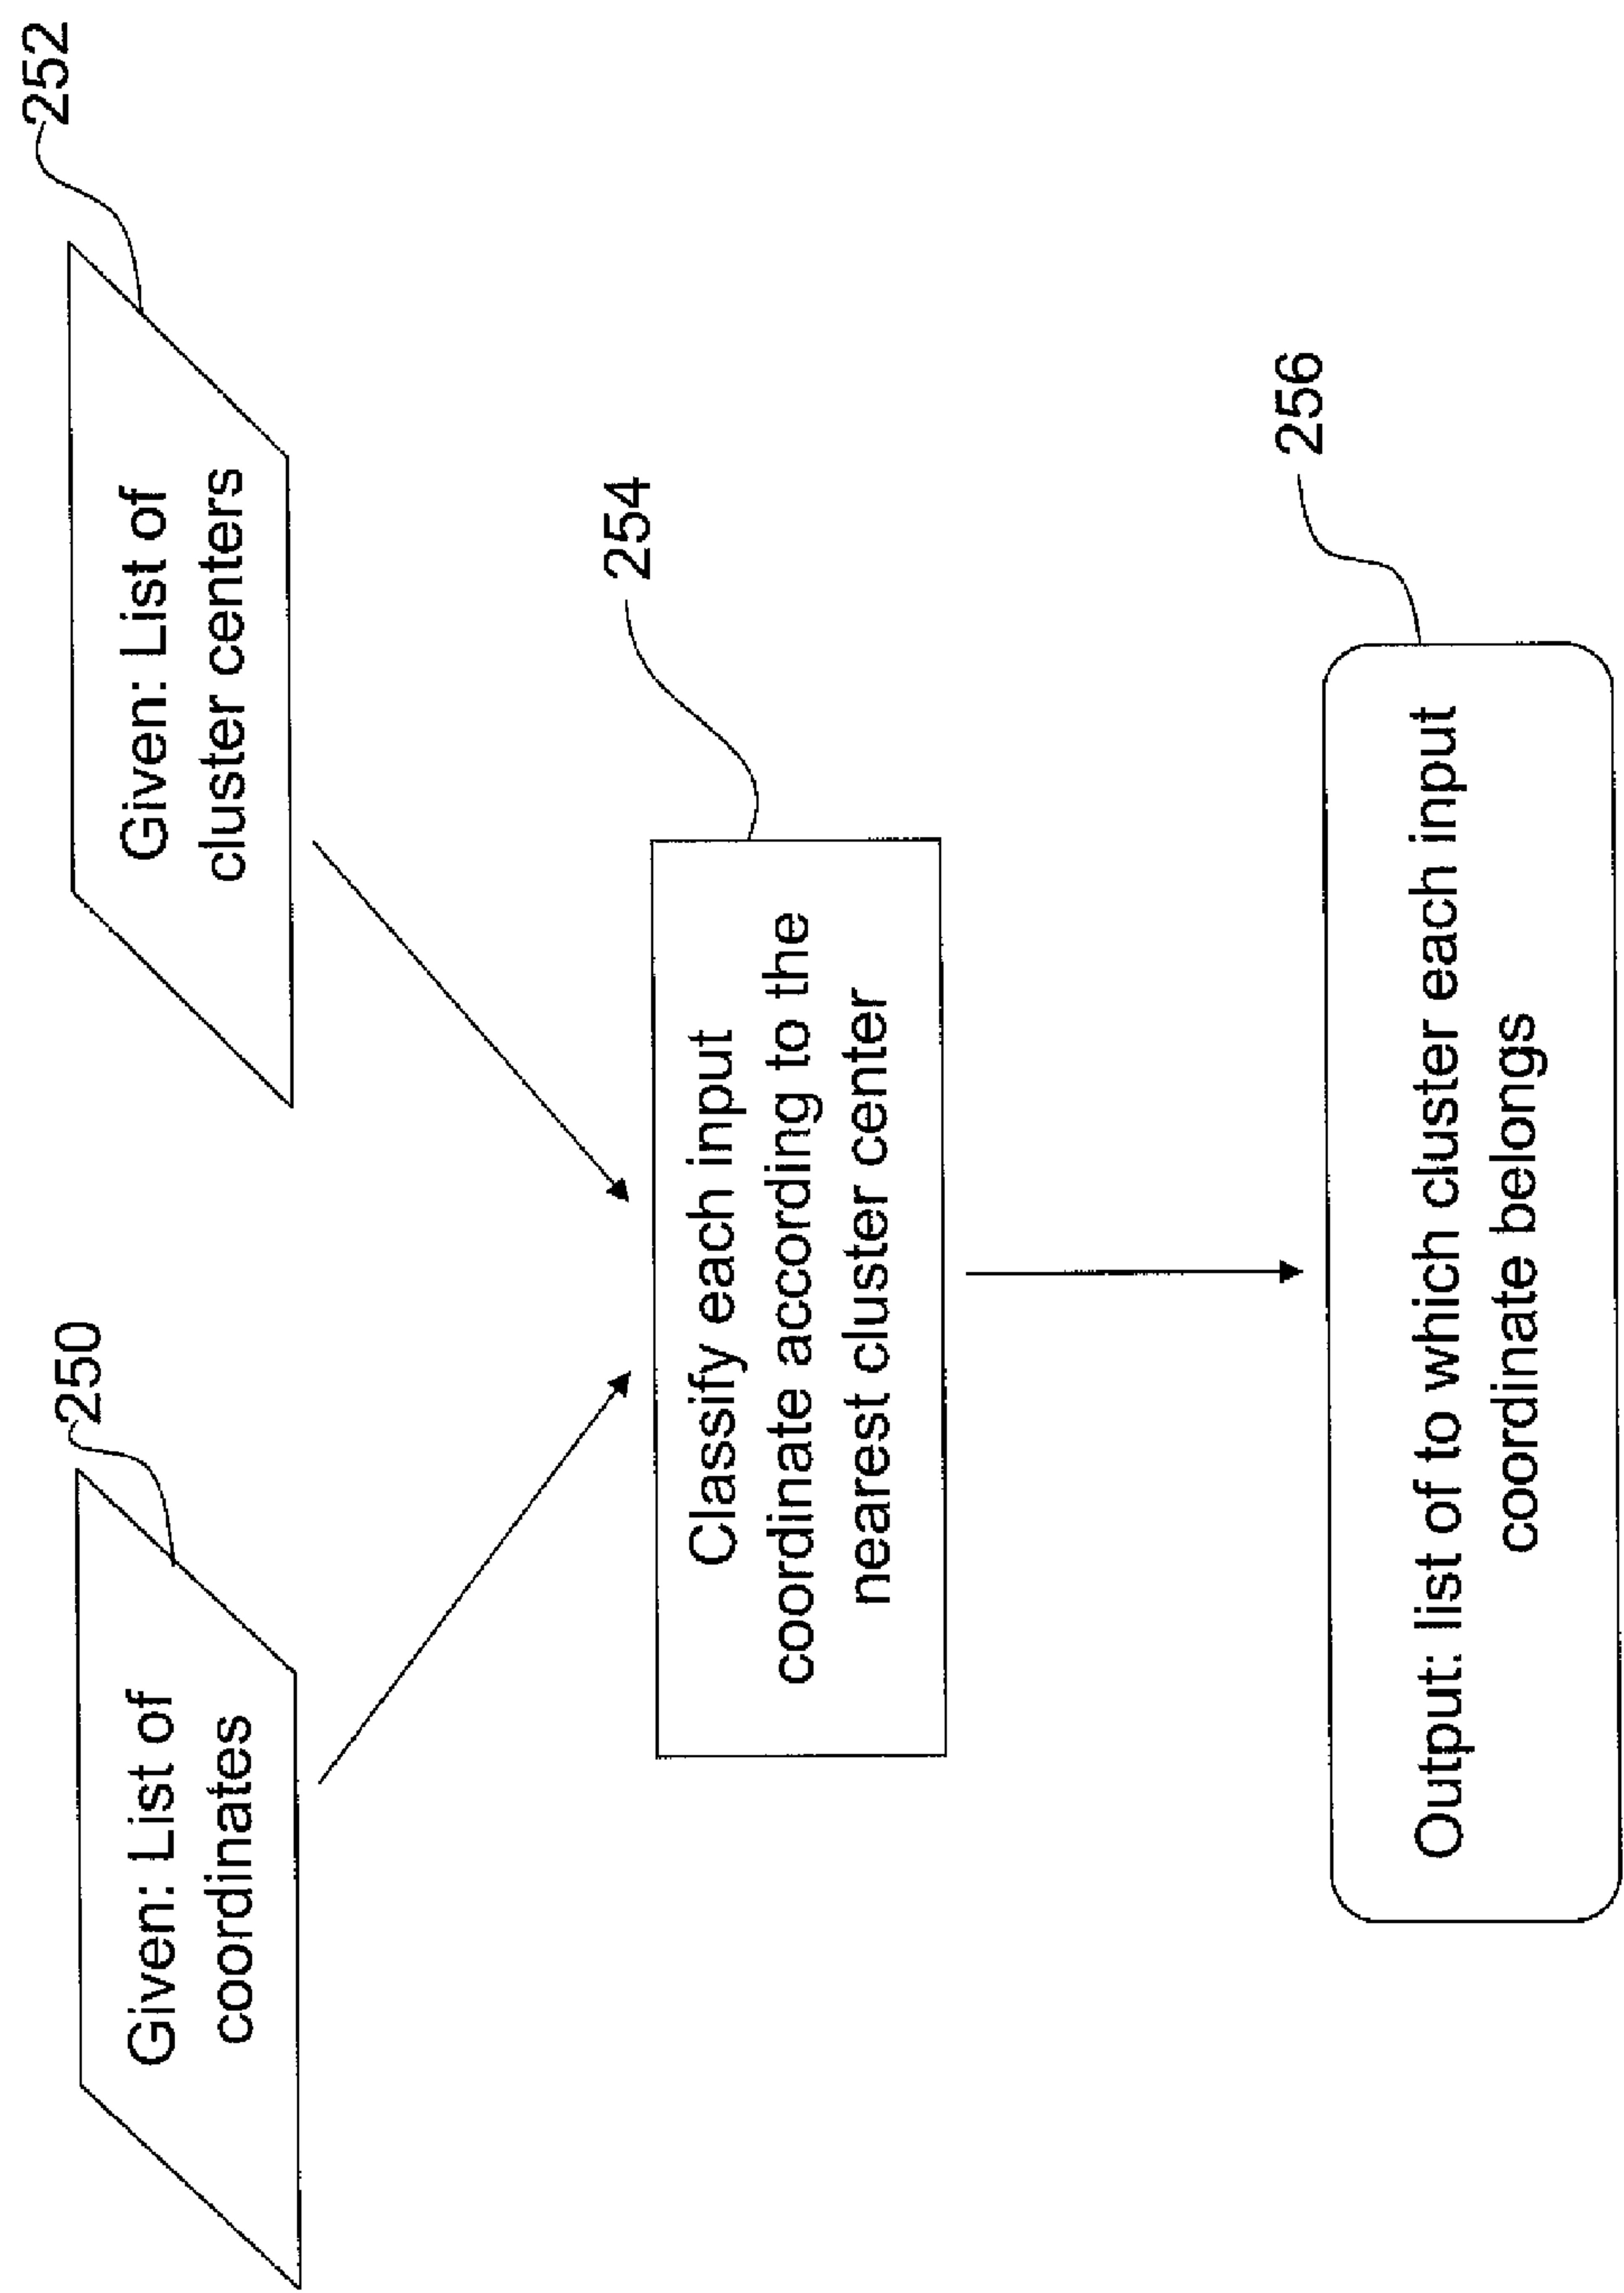 250
Given: List of
coordinates
252
Given: List of
cluster centers
254
Classify each input
coordinate according to the
nearest cluster center
256
Output: list of to which cluster each input
coordinate belongs